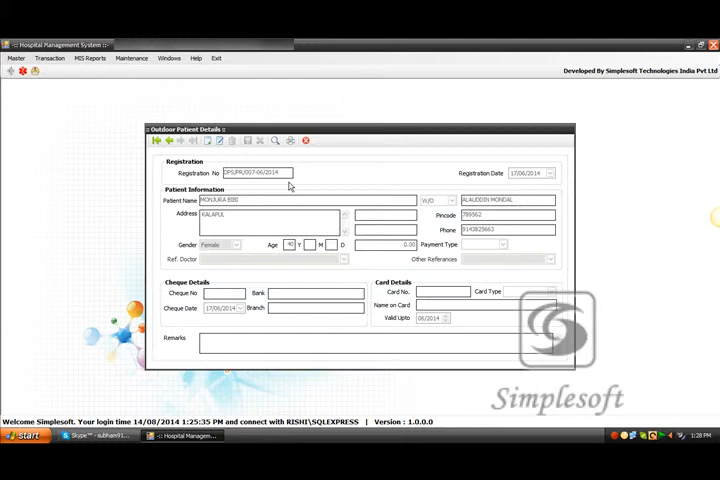 -:: Hospital Management System ::-
Master Transaction MIS Reports Maintenance Windows Help Exit
Developed By Simplesoft Technologies India Pvt Ltd
:: Outdoor Patient Details ::
Registration
Registration No OPS/PR/007-06/2014 Registration Date 17/06/2014
Patient Information
Patient Name MONJURA BIBI W/O ALAUDDIN MONDAL
Address KALAPUL Pincode 789562
Phone 9143825663
Gender Female Age 40 Y M D 0.00 Payment Type
Ref. Doctor Other Referances
Cheque Details Card Details
Cheque No Bank Card No. Card Type
Cheque Date 17/06/2014 Branch Name on Card
Valid Upto 06/2014
Remarks
Simplesoft
Welcome Simplesoft. Your login time 14/08/2014 1:25:35 PM and connect with RISHI\SQLEXPRESS | Version : 1.0.0.0
start Skype™ - subham91... -:: Hospital Managem... 1:28 PM